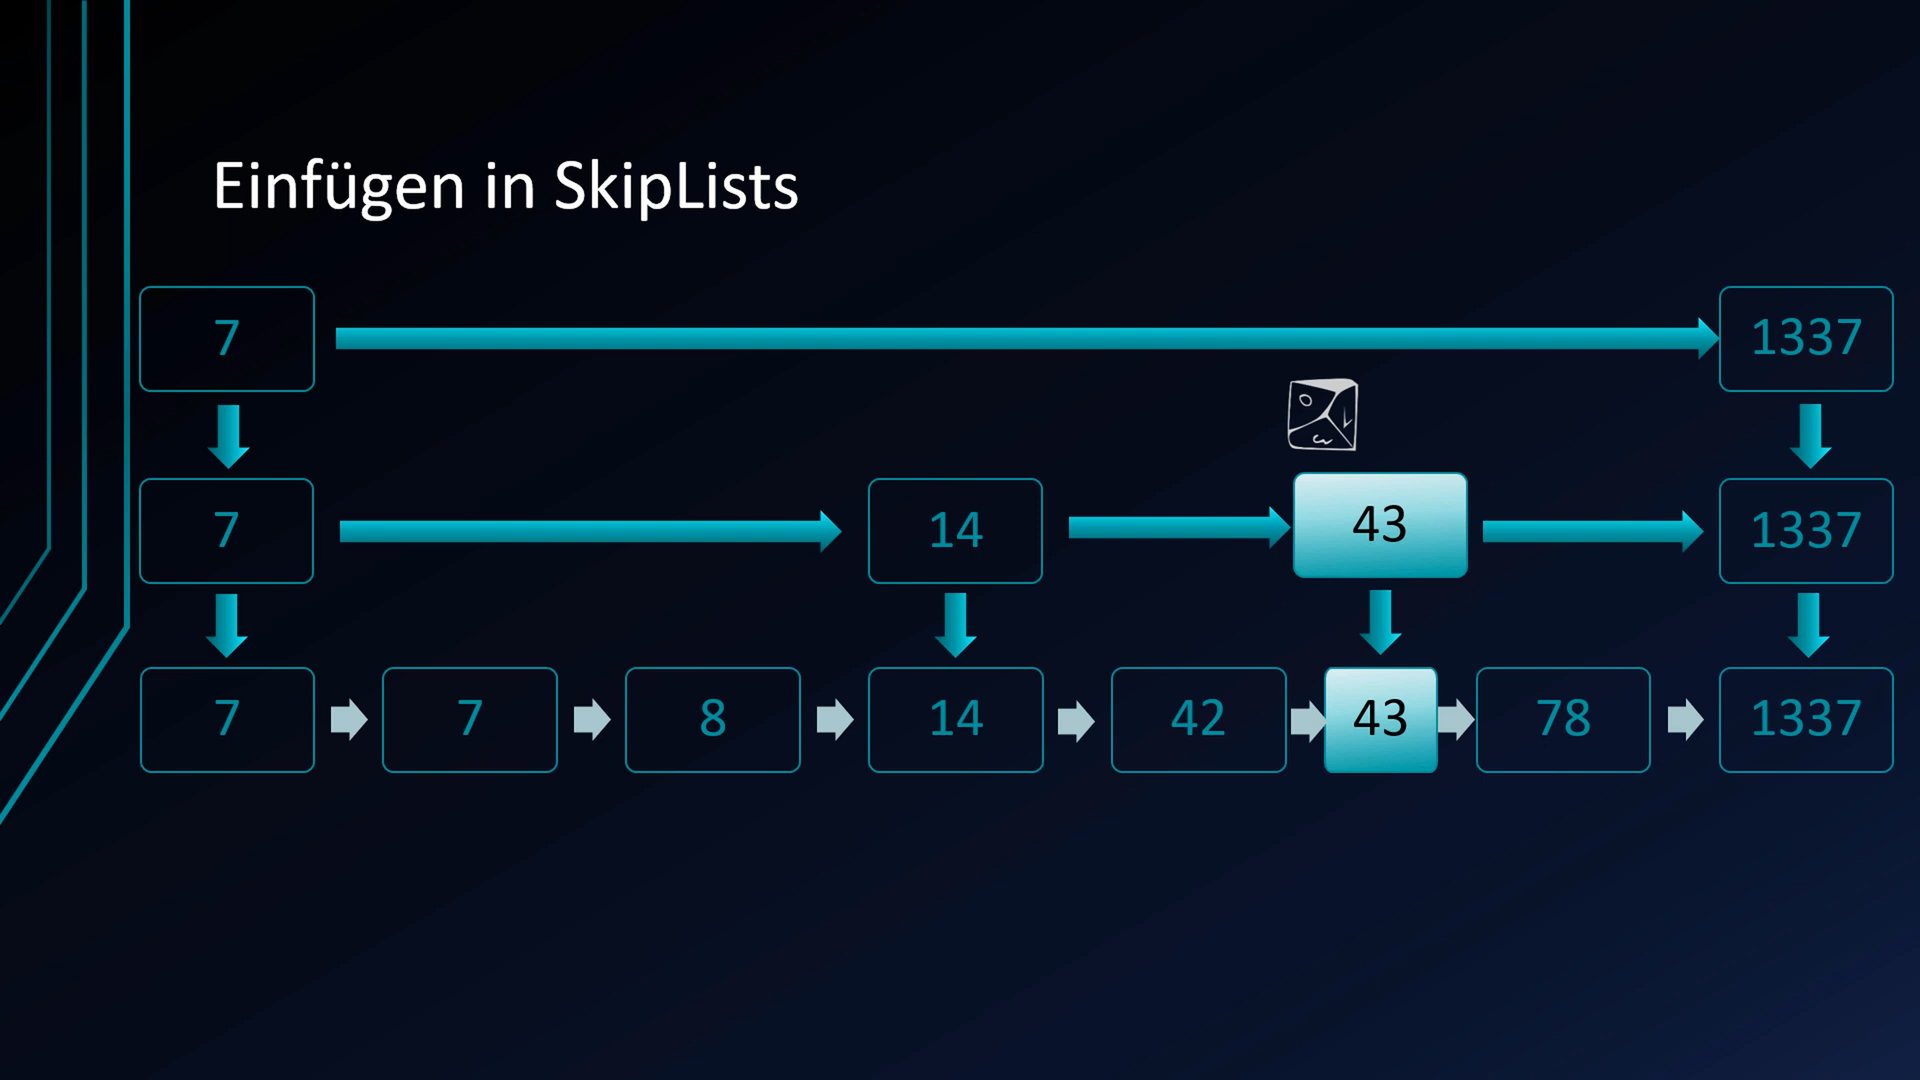 Einfügen in SkipLists
7 1337
7 14 43 1337
7 7 8 14 42 43 78 1337